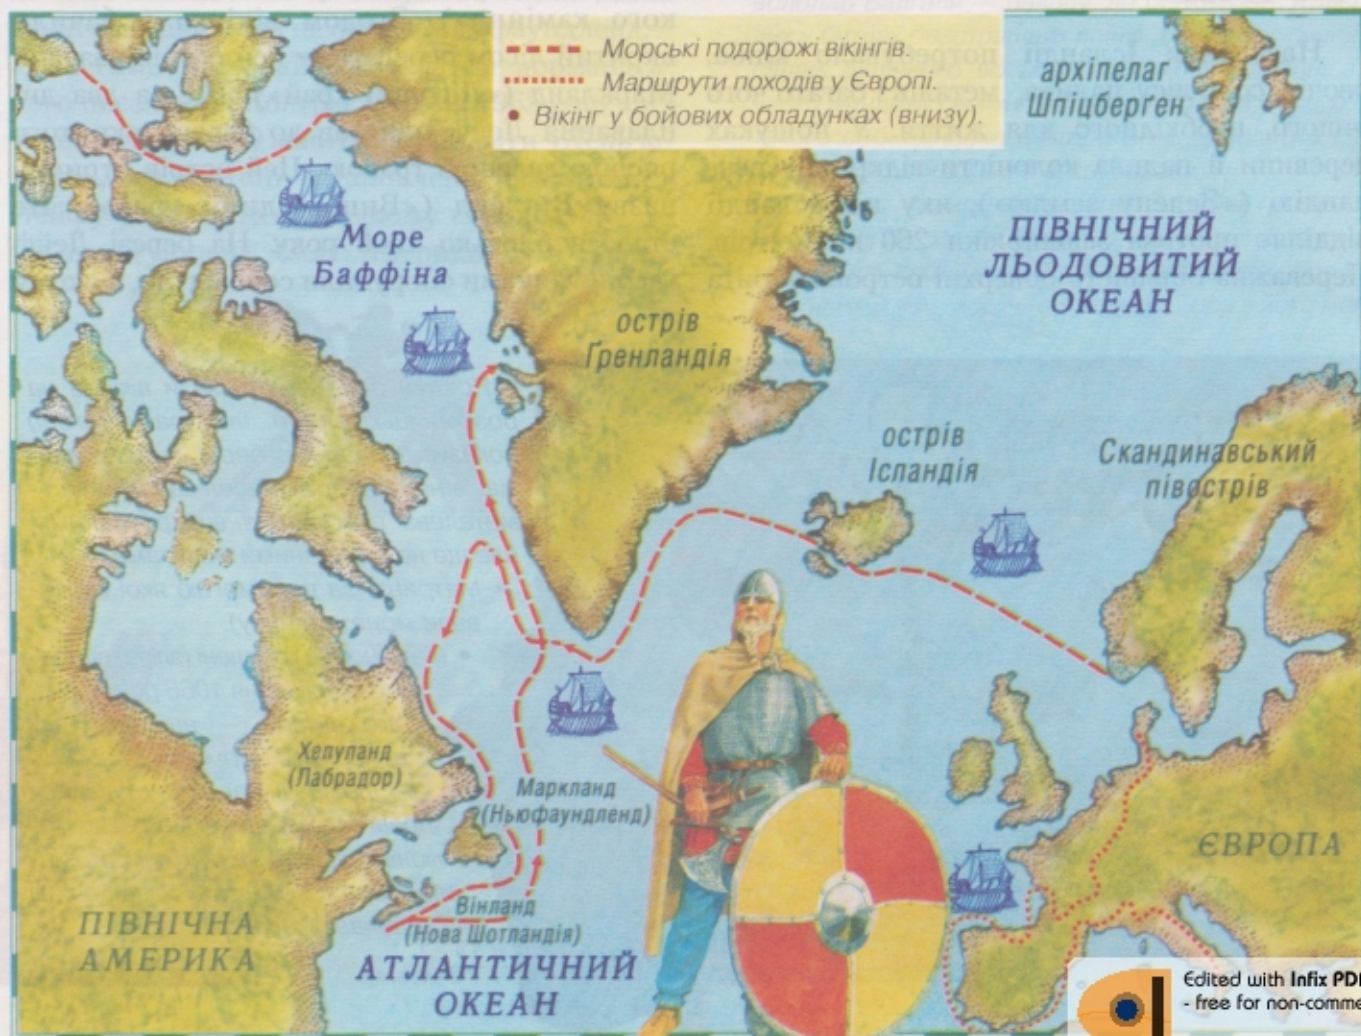 Морські подорожі вікінгів.
Маршрути походів у Європі.
• Вікінг у бойових обладунках (внизу).
архіпелаг
Шпіцберґен
Море
Баффіна
ПІВНІЧНИЙ
ЛЬОДОВИТИЙ
ОКЕАН
острів
Ґренландія
острів
Ісландія
Скандинавський
півострів
Хелуланд
(Лабрадор)
Маркланд
(Ньюфаундленд)
ЄВРОПА
Вінланд
(Нова Шотландія)
ПІВНІЧНА
АМЕРИКА
АТЛАНТИЧНИЙ
ОКЕАН
Edited with Infix PD
- free for non-comme